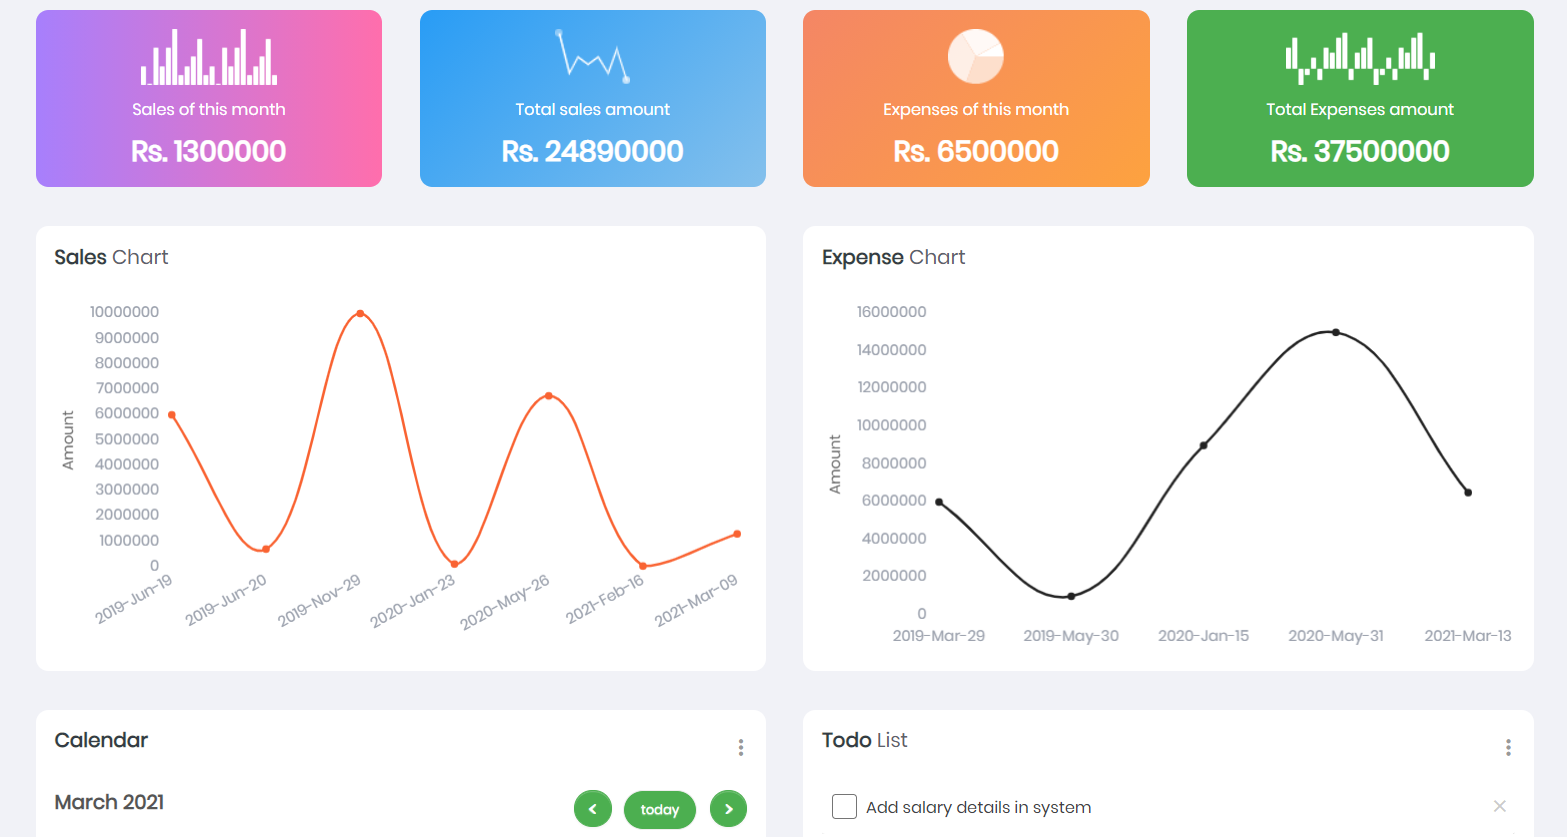 Sales of this month
Rs. 1300000
Total sales amount
Rs. 24890000
Expenses of this month
Rs. 6500000
Total Expenses amount
Rs. 37500000
Sales Chart
Amount
10000000
9000000
8000000
7000000
6000000
5000000
4000000
3000000
2000000
1000000
0
2019-Jun-19
2019-Jun-20
2019-Nov-29
2020-Jan-23
2020-May-26
2021-Feb-16
2021-Mar-09
Expense Chart
Amount
16000000
14000000
12000000
10000000
8000000
6000000
4000000
2000000
0
2019-Mar-29
2019-May-30
2020-Jan-15
2020-May-31
2021-Mar-13
Calendar
March 2021
today
Todo List
Add salary details in system